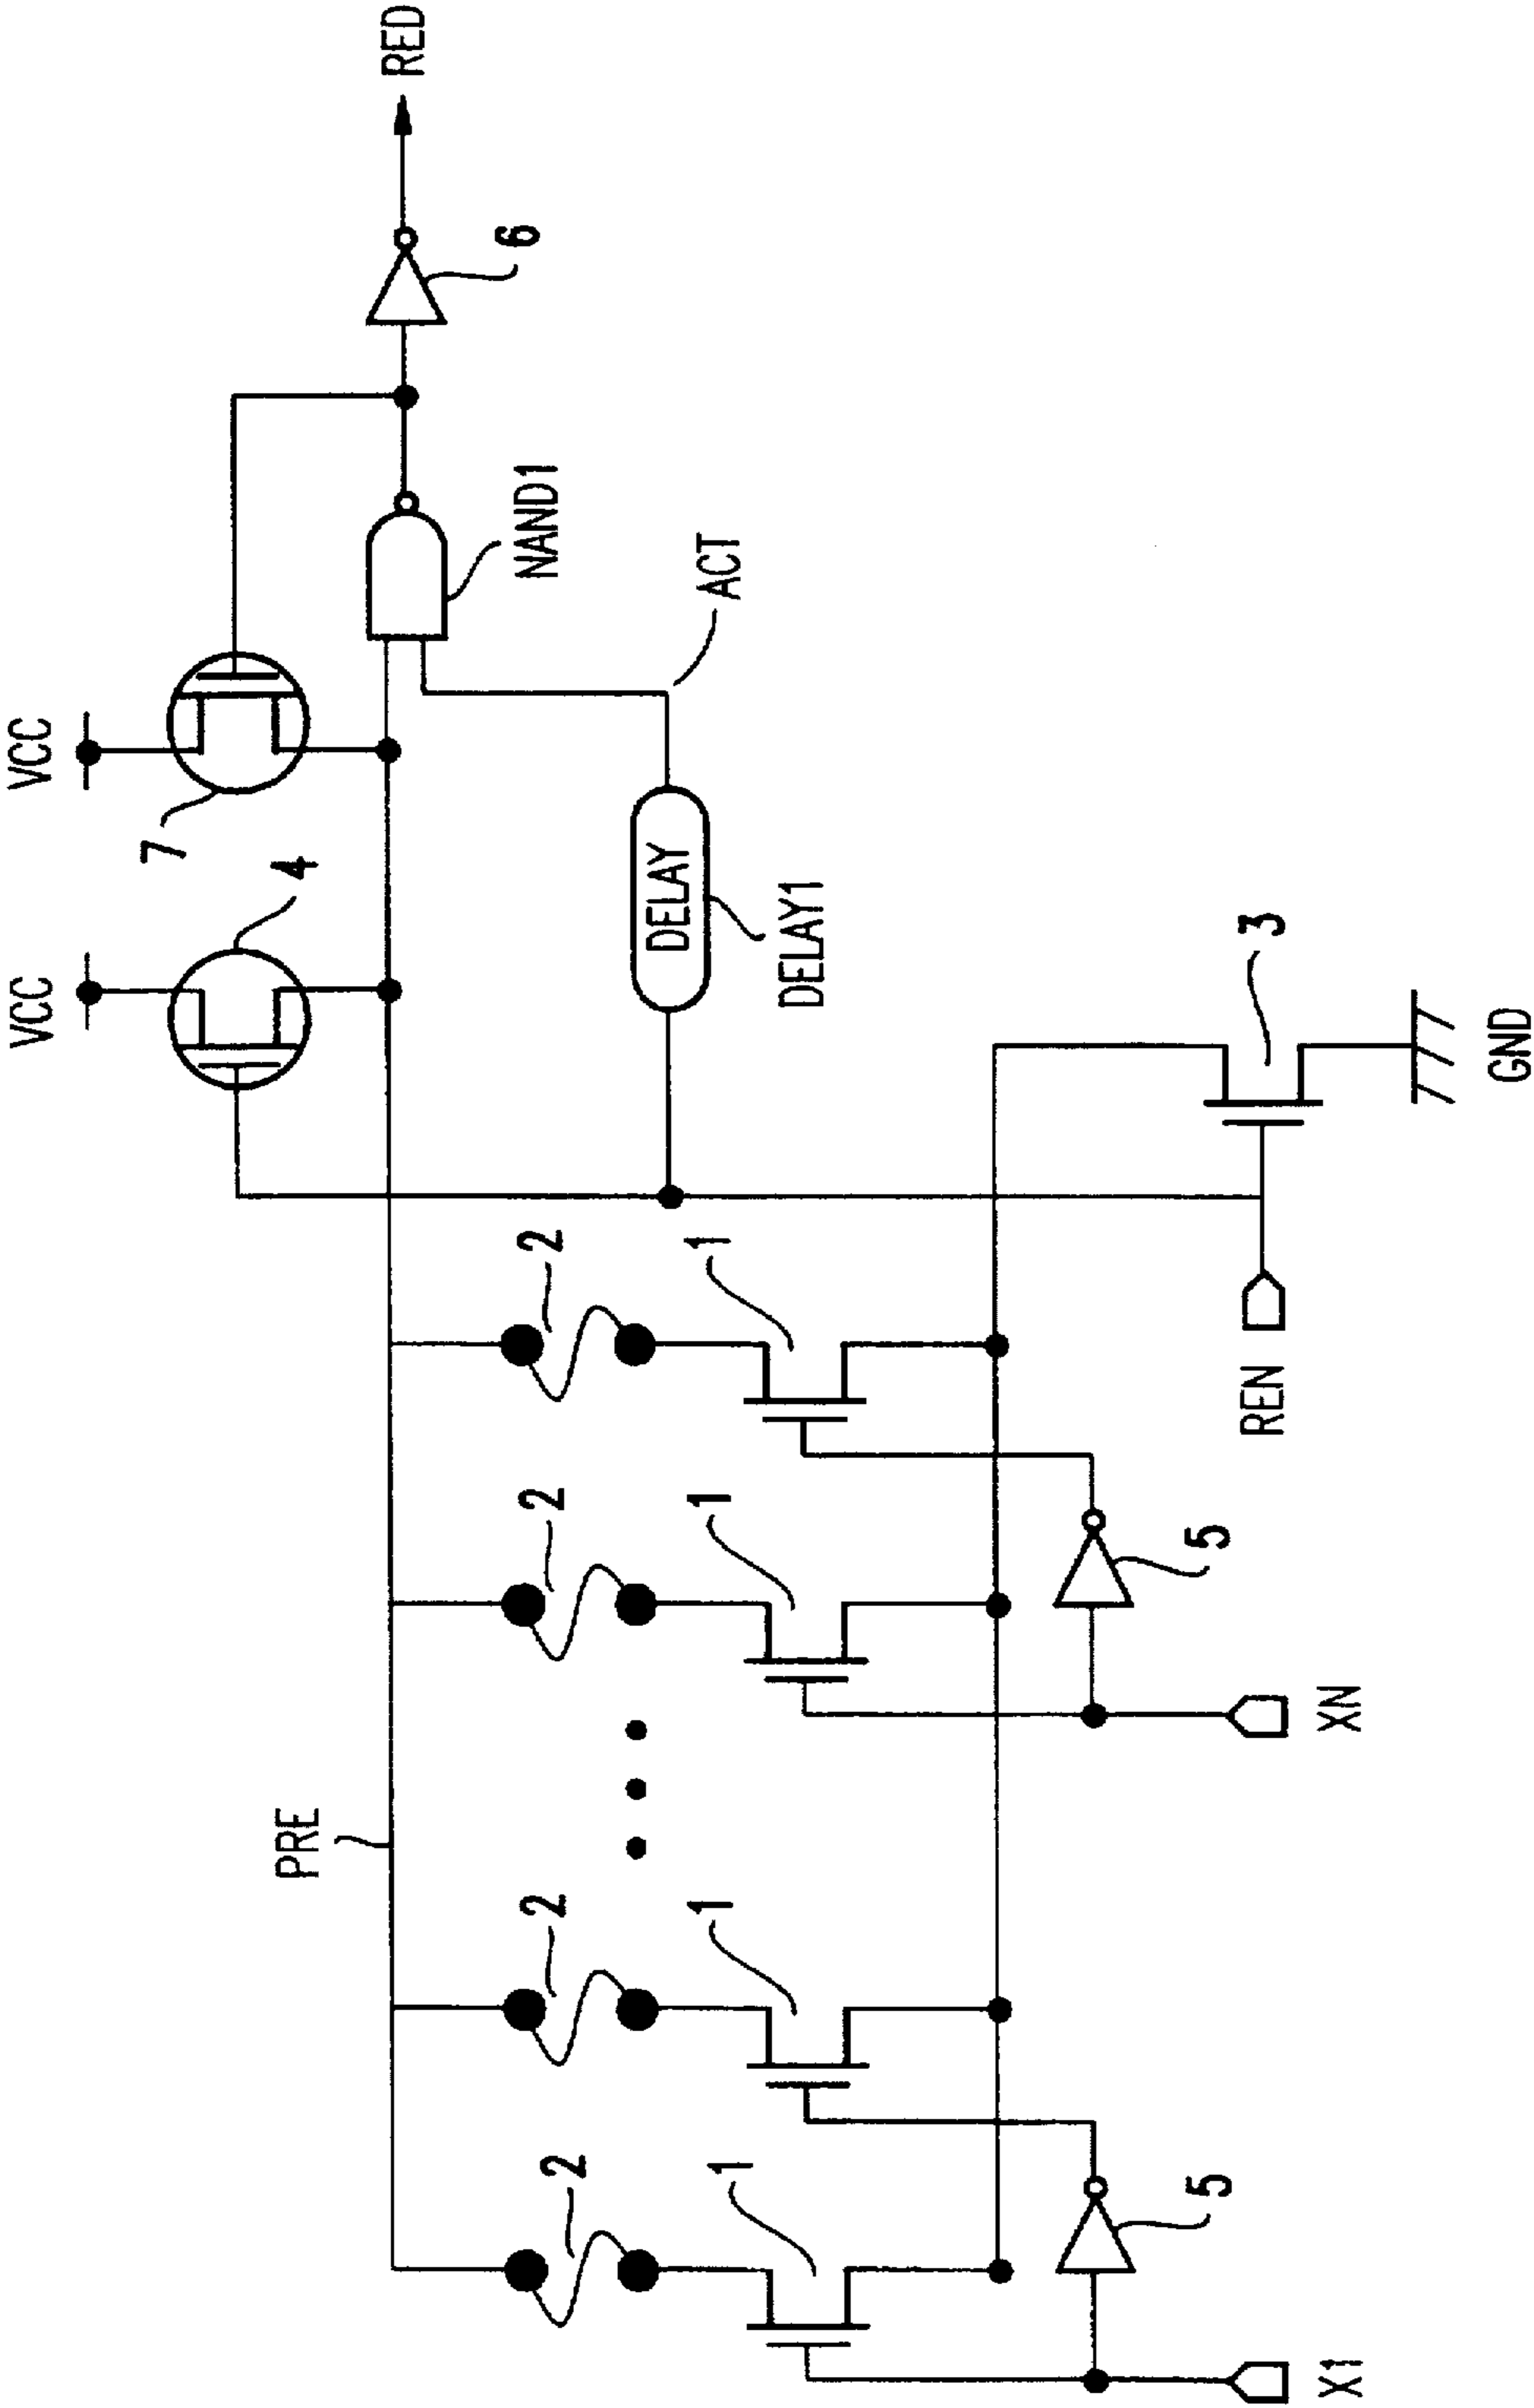 VCC
VCC
7
4
RED
6
NAND1
PRE
ACT
2
2
2
2
DELAY
DELAY1
1
1
1
1
3
5
5
X1
XN
REN
GND